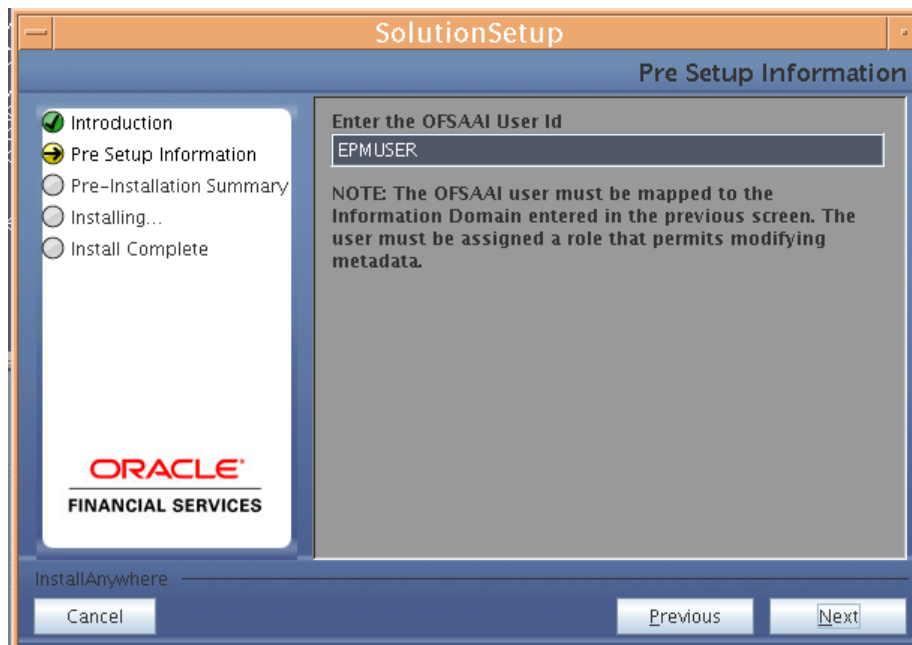 SolutionSetup
Pre Setup Information
Introduction
Pre Setup Information
Pre-Installation Summary
Installing...
Install Complete
ORACLE
FINANCIAL SERVICES
Enter the OFSAAI User Id
EPMUSER
NOTE: The OFSAAI user must be mapped to the
Information Domain entered in the previous screen. The
user must be assigned a role that permits modifying
metadata.
InstallAnywhere
Cancel
Previous
Next